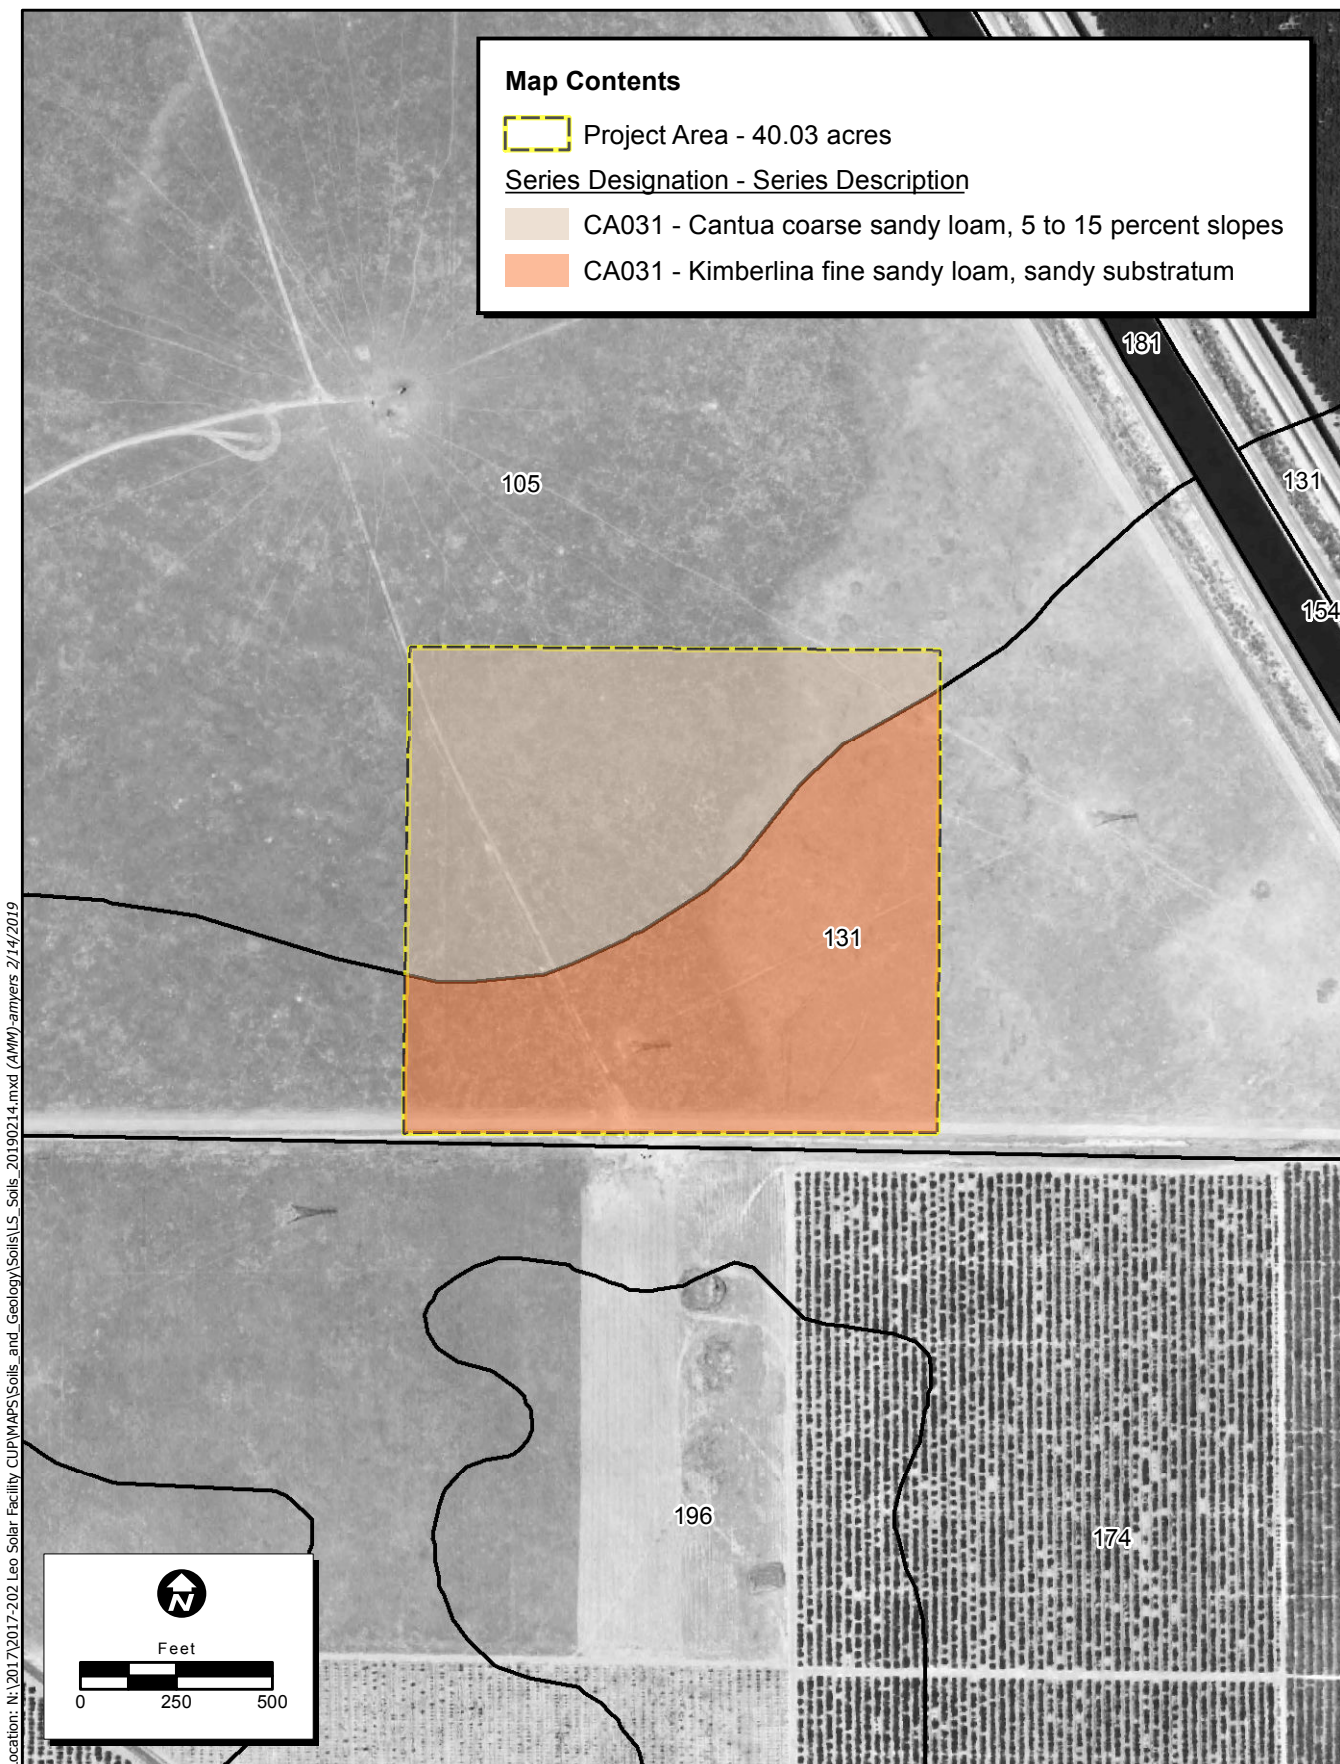 Map Contents
Project Area - 40.03 acres
Series Designation - Series Description
CA031 - Cantua coarse sandy loam, 5 to 15 percent slopes
CA031 - Kimberlina fine sandy loam, sandy substratum
181
105
131
154
131
196
174
N
Feet
0 250 500
ocation: N:\2017\2017-202 Leo Solar Facility CUP\MAPS\Soils_and_Geology\Soils\LS_Soils_20190214.mxd (AMM)-amyers 2/14/2019